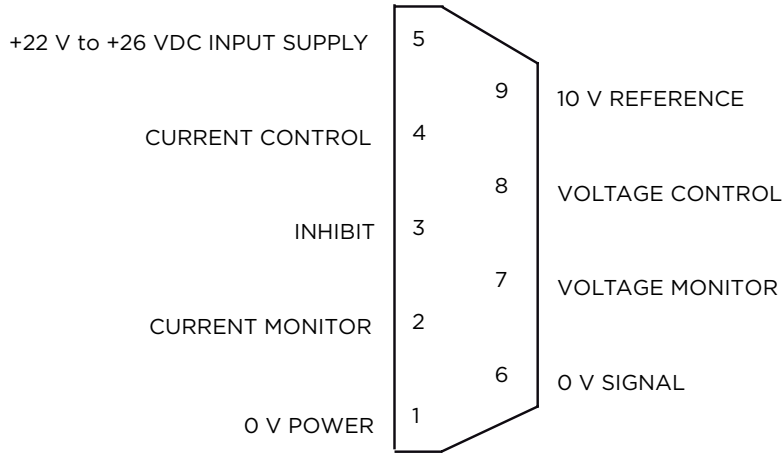 +22 V to +26 VDC INPUT SUPPLY
5
9
10 V REFERENCE
CURRENT CONTROL
4
8
VOLTAGE CONTROL
INHIBIT
3
7
VOLTAGE MONITOR
CURRENT MONITOR
2
6
0 V SIGNAL
0 V POWER
1